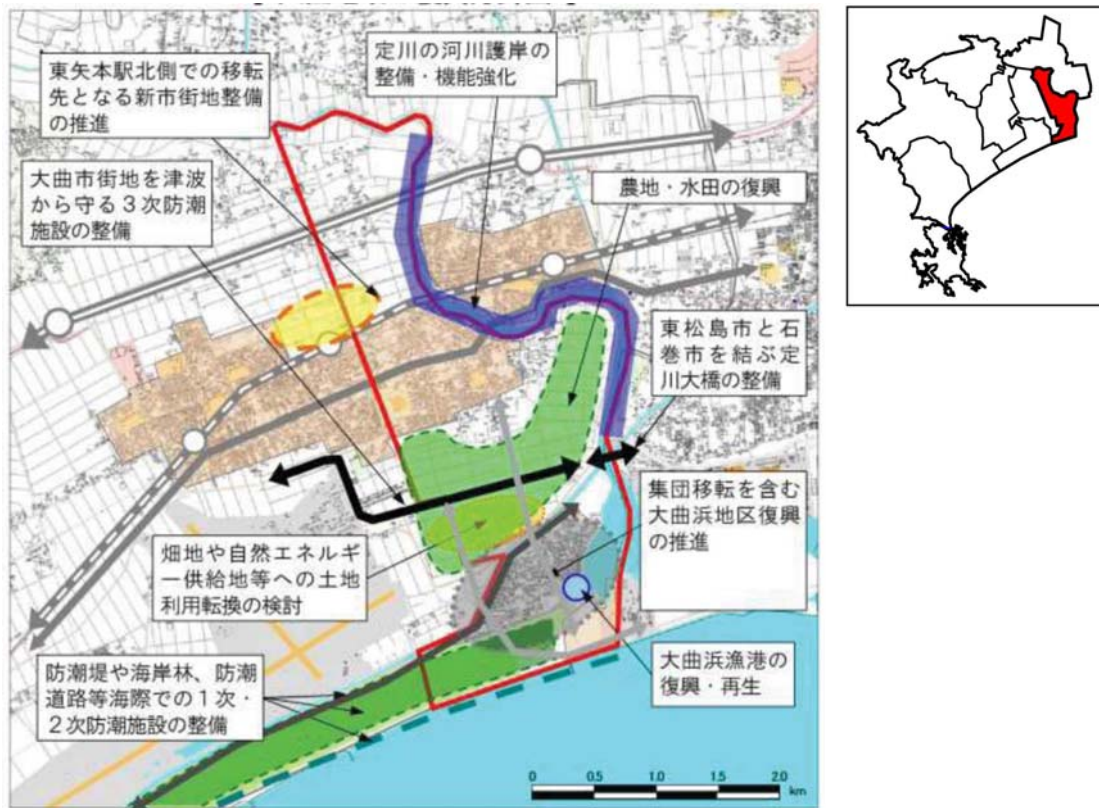 東矢本駅北側での移転
先となる新市街地整備
の推進
定川の河川護岸の
整備・機能強化
大曲市街地を津波
から守る３次防潮
施設の整備
農地・水田の復興
東松島市と石
巻市を結ぶ定
川大橋の整備
集団移転を含む
大曲浜地区復興
の推進
畑地や自然エネルギ
ー供給地等への土地
利用転換の検討
大曲浜漁港の
復興・再生
防潮堤や海岸林、防潮
道路等海際での１次・
２次防潮施設の整備
0 0.5 1.0 1.5 2.0
km